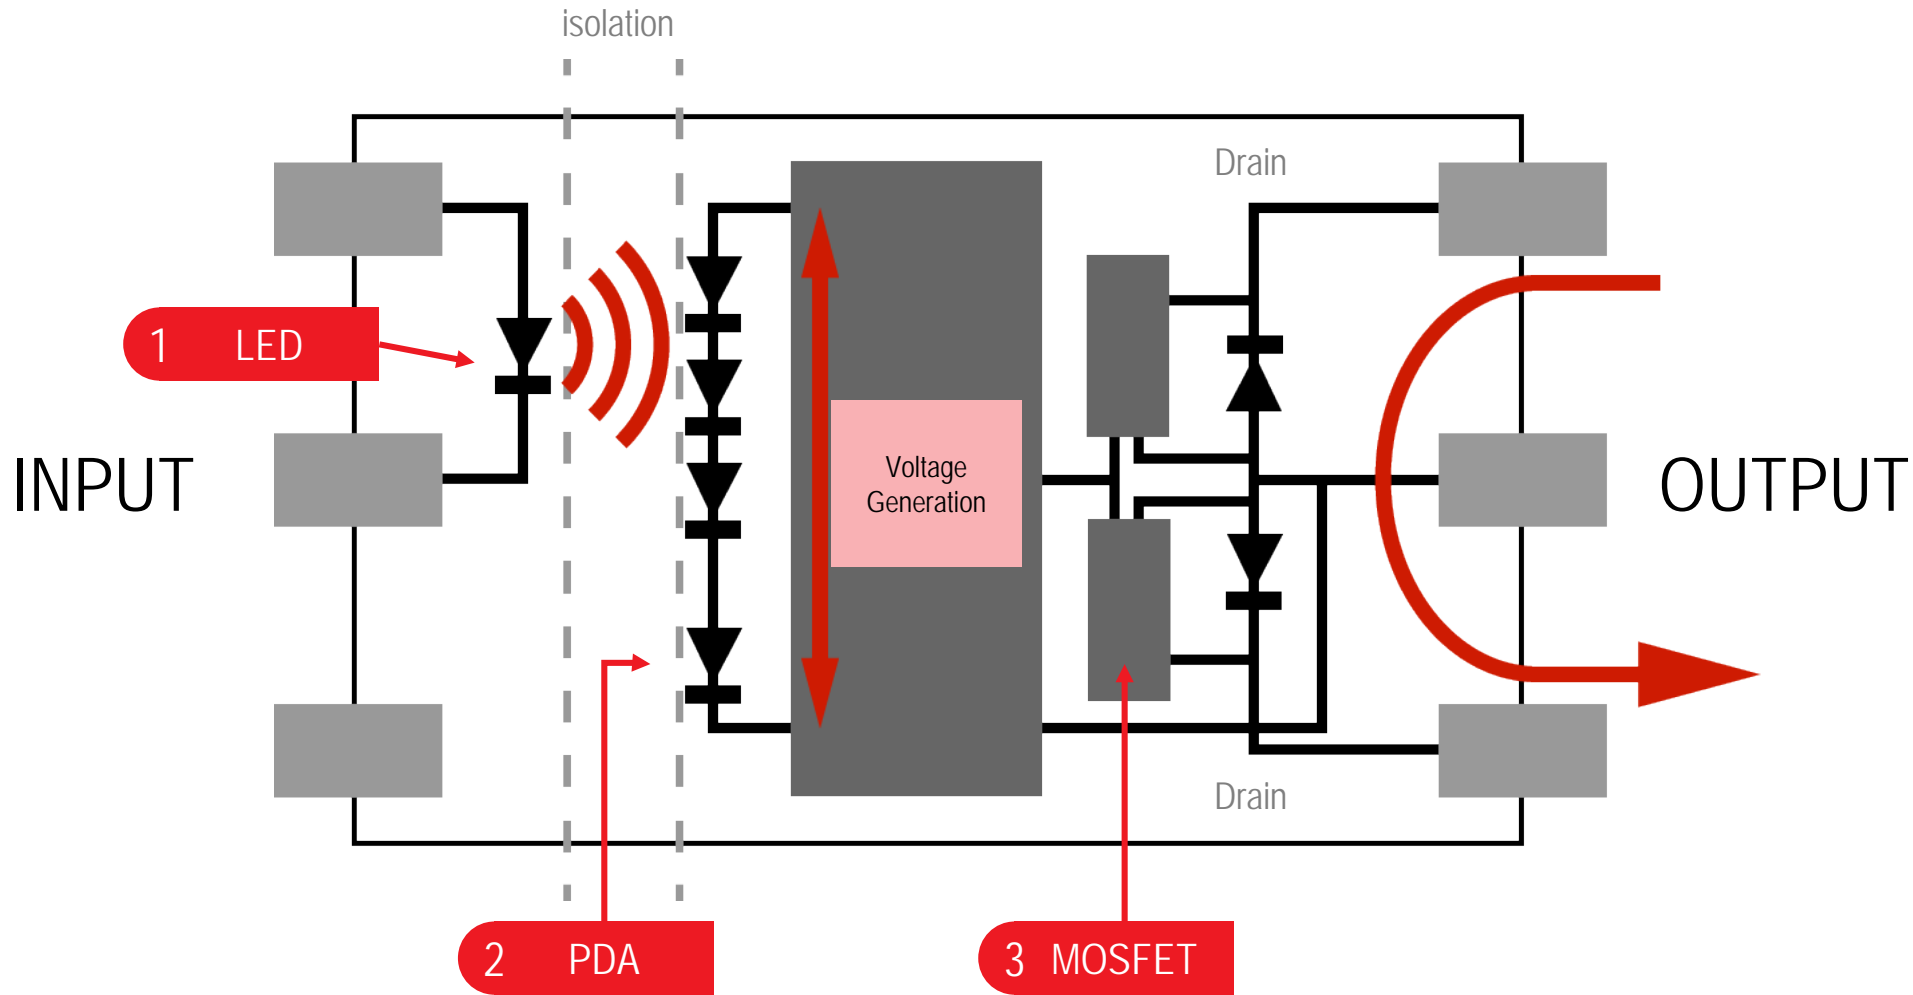 isolation
Drain
1 LED
INPUT
Voltage
Generation
OUTPUT
Drain
2 PDA
3 MOSFET